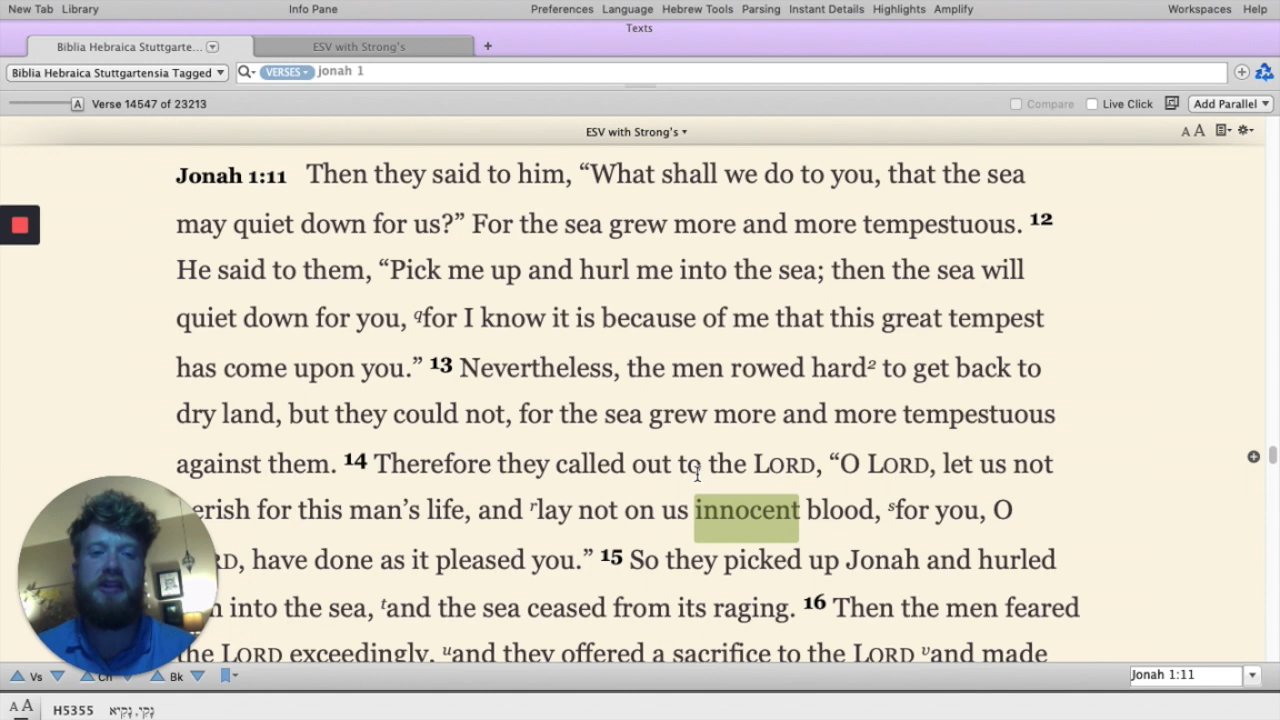 New Tab Library Info Pane Preferences Language Hebrew Tools Parsing Instant Details Highlights Amplify Workspaces Help
Texts
Biblia Hebraica Stuttgarte... ESV with Strong's +
Biblia Hebraica Stuttgartensia Tagged VERSES jonah 1
A Verse 14547 of 23213 Compare Live Click Add Parallel
ESV with Strong's A A
Jonah 1:11 Then they said to him, “What shall we do to you, that the sea
may quiet down for us?” For the sea grew more and more tempestuous. 12
He said to them, “Pick me up and hurl me into the sea; then the sea will
quiet down for you, qfor I know it is because of me that this great tempest
has come upon you.” 13 Nevertheless, the men rowed hard2 to get back to
dry land, but they could not, for the sea grew more and more tempestuous
against them. 14 Therefore they called out to the LORD, “O LORD, let us not
erish for this man’s life, and rlay not on us innocent blood, sfor you, O
RD, have done as it pleased you.” 15 So they picked up Jonah and hurled
into the sea, tand the sea ceased from its raging. 16 Then the men feared
the LORD exceedingly, uand they offered a sacrifice to the LORD vand made
Vs Ch Bk Jonah 1:11
A A H5355 נָקִי, נָקִיא